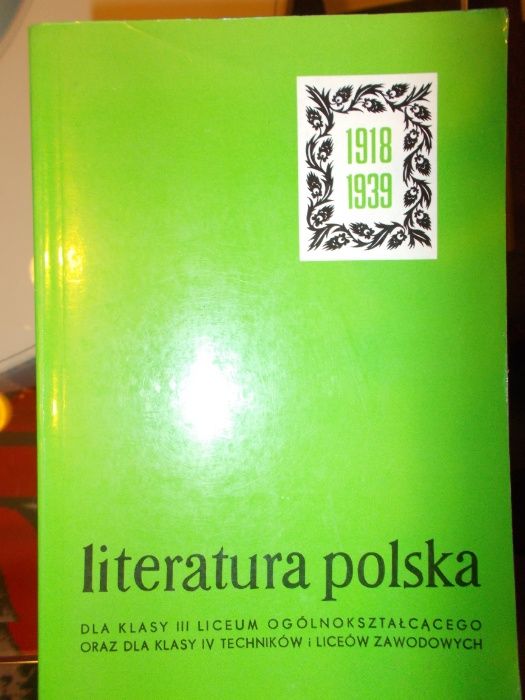 1918
1939
literatura polska
DLA KLASY III LICEUM OGÓLNOKSZTAŁCĄCEGO
ORAZ DLA KLASY IV TECHNIKÓW i LICEÓW ZAWODOWYCH